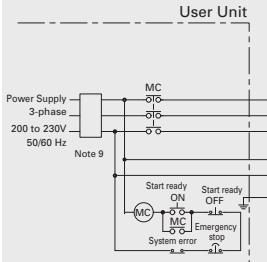 User Unit
MC
Power Supply
3-phase
200 to 230V
50/60 Hz
Note 9
Start ready
ON
Start ready
OFF
MC
MC
Emergency
stop
System error